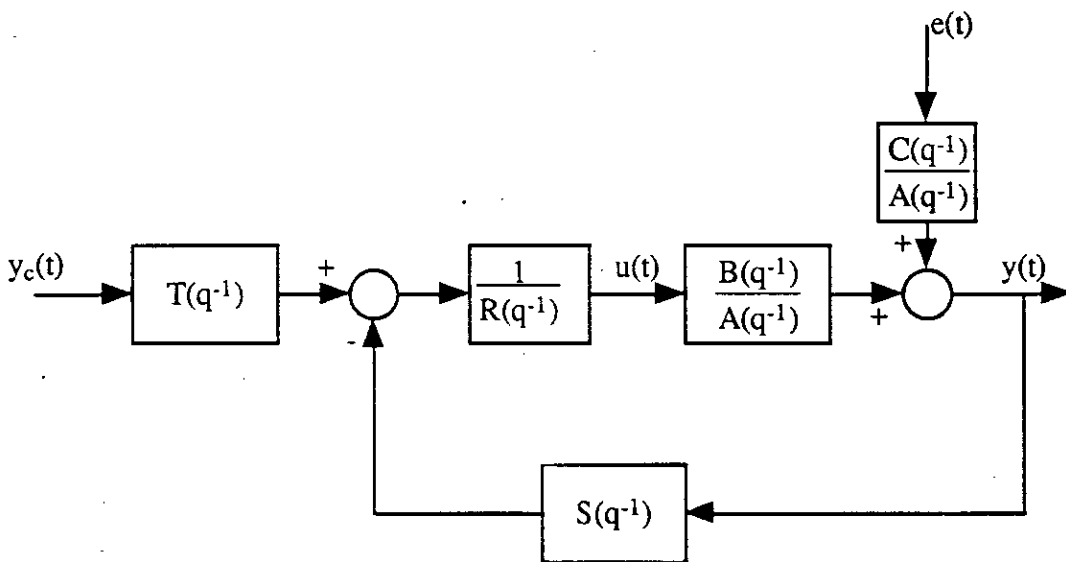 e(t)
C(q⁻¹)
A(q⁻¹)
+
y_c(t)
T(q⁻¹)
+
-
1
R(q⁻¹)
u(t)
B(q⁻¹)
A(q⁻¹)
+
y(t)
S(q⁻¹)